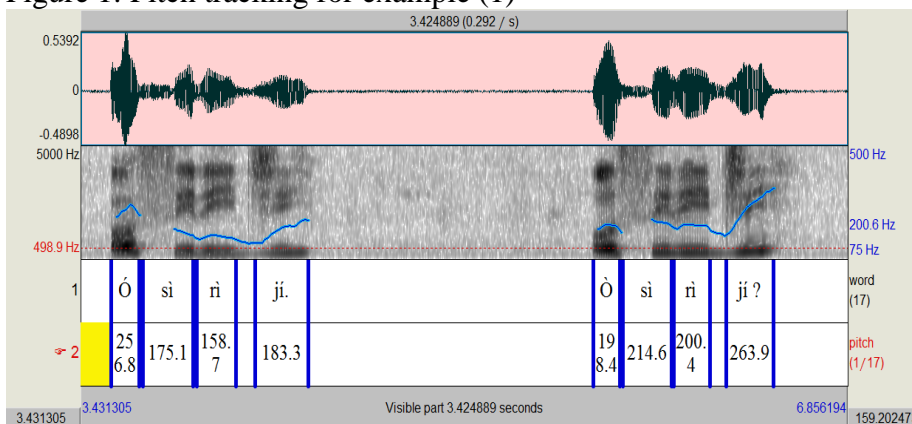 Figure 1: Pitch tracking for example (1)
3.424889 (0.292 / s)
0.5392
0
-0.4898
5000 Hz
500 Hz
200.6 Hz
498.9 Hz
75 Hz
1 Ó sì rì jí. Ò sì rì jí ? word
(17)
2 25
6.8 175.1 158.
7 183.3 19
8.4 214.6 200.
4 263.9 pitch
(1/17)
3.431305 Visible part 3.424889 seconds 6.856194
3.431305 159.20247